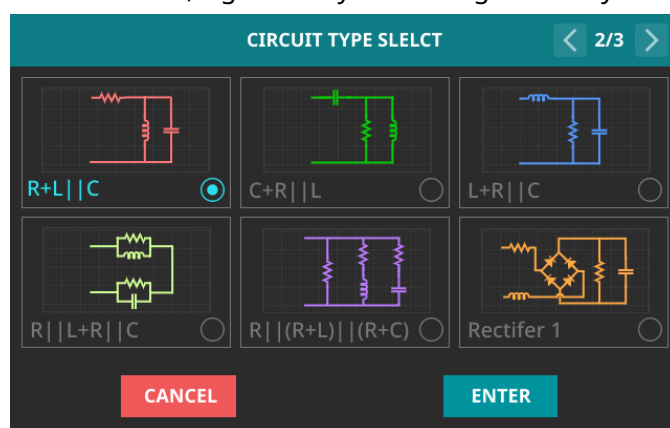 CIRCUIT TYPE SLELCT
2/3
R+L||C
C+R||L
L+R||C
R||L+R||C
R||(R+L)||(R+C)
Rectifer 1
CANCEL
ENTER